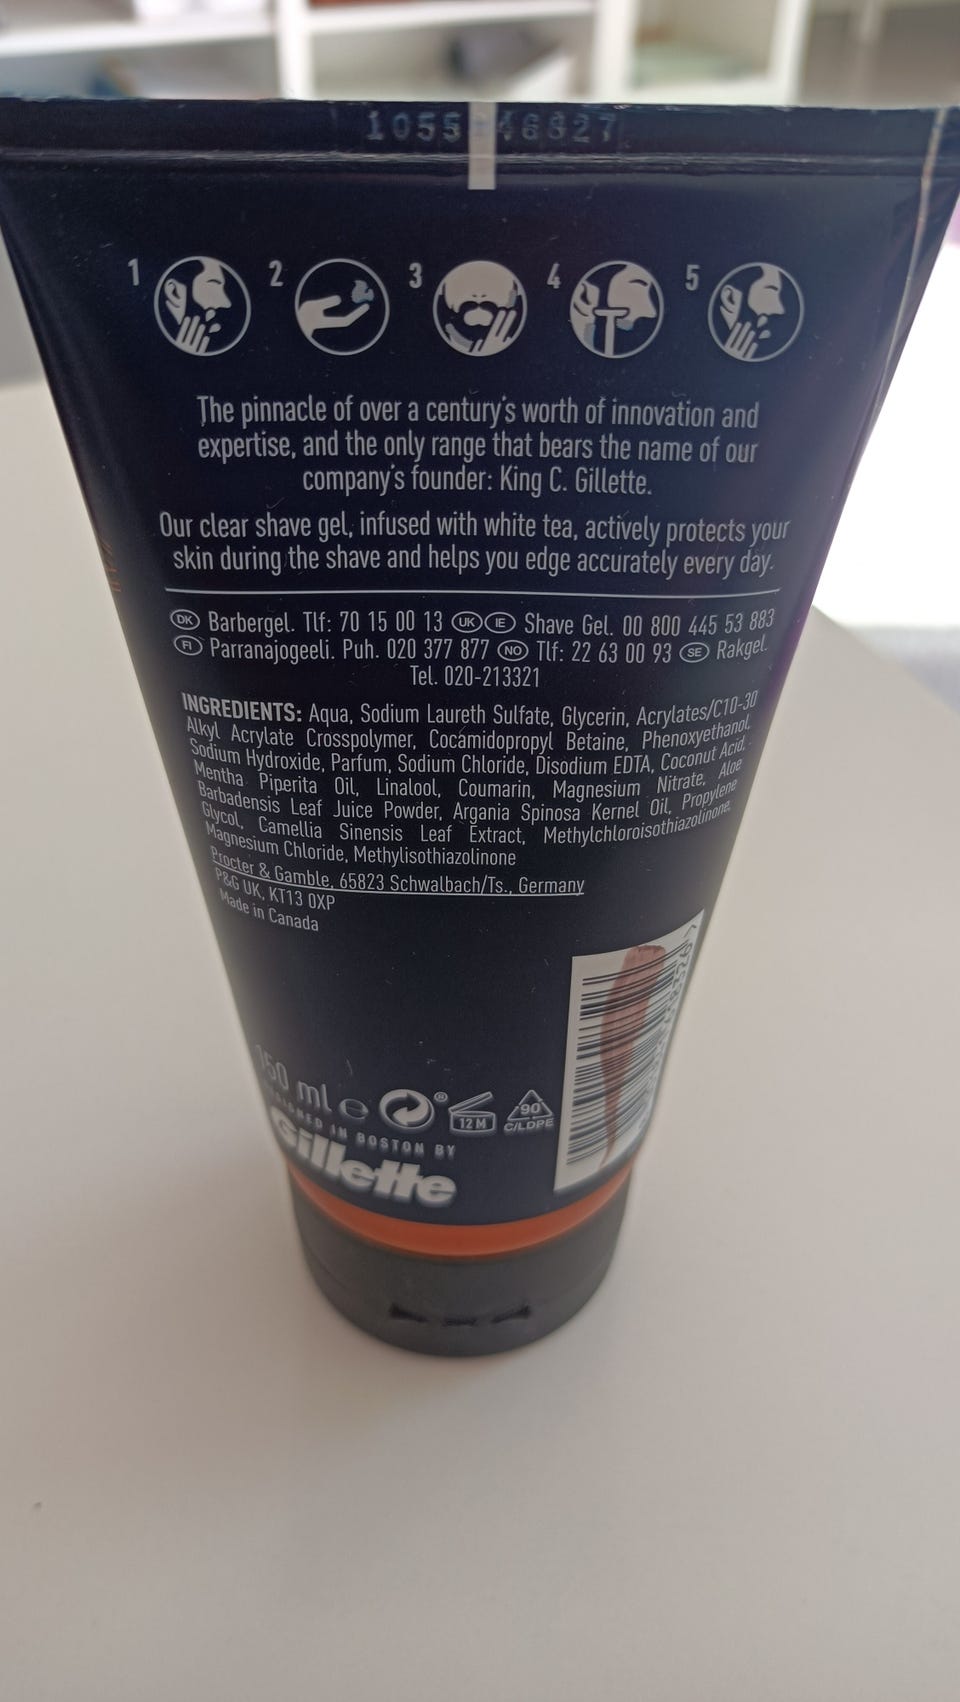 1055 46827
1 2 3 4 5
The pinnacle of over a century's worth of innovation and
expertise, and the only range that bears the name of our
company's founder: King C. Gillette.
Our clear shave gel, infused with white tea, actively protects your
skin during the shave and helps you edge accurately every day.
DK Barbergel. Tlf: 70 15 00 13 UK IE Shave Gel. 00 800 445 53 883
FI Parranajogeeli. Puh. 020 377 877 NO Tlf: 22 63 00 93 SE Rakgel.
Tel. 020-213321
INGREDIENTS: Aqua, Sodium Laureth Sulfate, Glycerin, Acrylates/C10-30
Alkyl Acrylate Crosspolymer, Cocamidopropyl Betaine, Phenoxyethanol,
Sodium Hydroxide, Parfum, Sodium Chloride, Disodium EDTA, Coconut Acid,
Mentha Piperita Oil, Linalool, Coumarin, Magnesium Nitrate, Aloe
Barbadensis Leaf Juice Powder, Argania Spinosa Kernel Oil, Propylene
Glycol, Camellia Sinensis Leaf Extract, Methylchloroisothiazolinone,
Magnesium Chloride, Methylisothiazolinone
Procter & Gamble, 65823 Schwalbach/Ts., Germany
P&G UK, KT13 0XP
Made in Canada
150 ml e ® 12 M 90 C/LDPE
DESIGNED IN BOSTON BY
Gillette